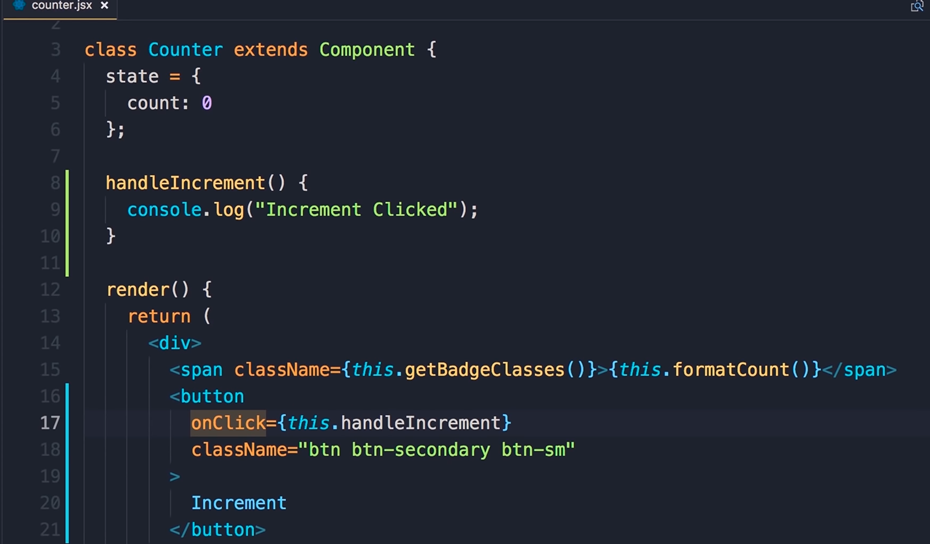 counter.jsx ×
2
3 class Counter extends Component {
4 state = {
5 count: 0
6 };
7
8 handleIncrement() {
9 console.log("Increment Clicked");
10 }
11
12 render() {
13 return (
14 <div>
15 <span className={this.getBadgeClasses()}>{this.formatCount()}</span>
16 <button
17 onClick={this.handleIncrement}
18 className="btn btn-secondary btn-sm"
19 >
20 Increment
21 </button>